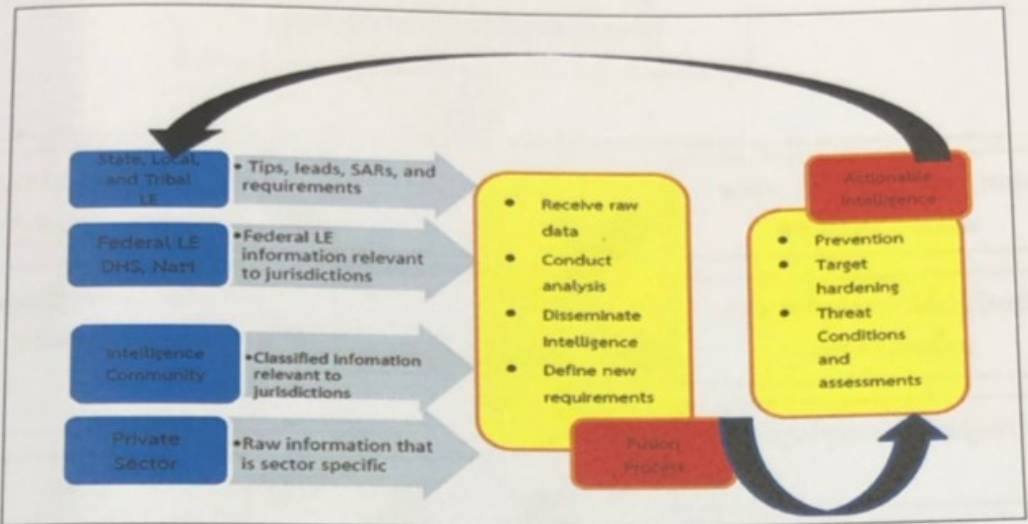 State, Local,
and Tribal
LE
• Tips, leads, SARs, and
requirements
Federal LE
DHS, Nat'l
•Federal LE
information relevant
to jurisdictions
Intelligence
Community
•Classified Infomation
relevant to
jurisdictions
Private
Sector
•Raw information that
is sector specific
• Receive raw
data
• Conduct
analysis
• Disseminate
Intelligence
• Define new
requirements
Fusion
Process
Actionable
Intelligence
• Prevention
• Target
hardening
• Threat
Conditions
and
assessments